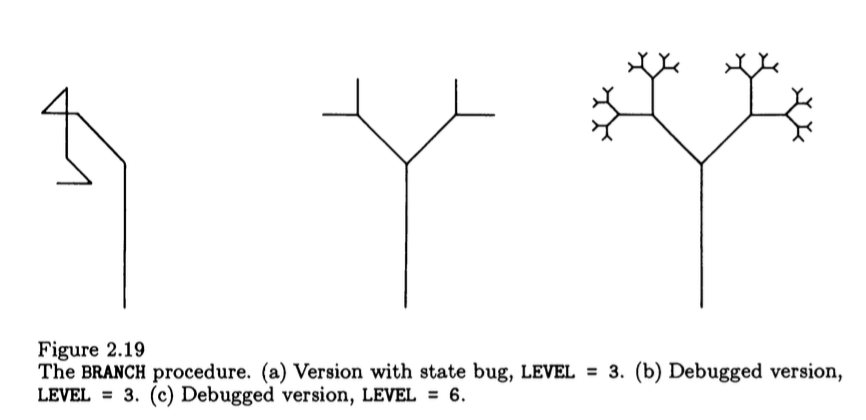 Figure 2.19
The BRANCH procedure. (a) Version with state bug, LEVEL = 3. (b) Debugged version,
LEVEL = 3. (c) Debugged version, LEVEL = 6.